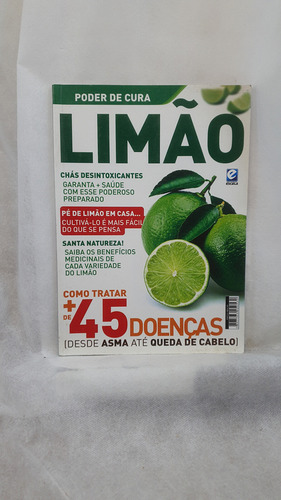 PODER DE CURA
LIMÃO
CHÁS DESINTOXICANTES
GARANTA + SAÚDE
COM ESSE PODEROSO
PREPARADO
PÉ DE LIMÃO EM CASA...
CULTIVÁ-LO É MAIS FÁCIL
DO QUE SE PENSA
SANTA NATUREZA!
SAIBA OS BENEFÍCIOS
MEDICINAIS DE
CADA VARIEDADE
DO LIMÃO
COMO TRATAR
+ DE 45 DOENÇAS
(DESDE ASMA ATÉ QUEDA DE CABELO)